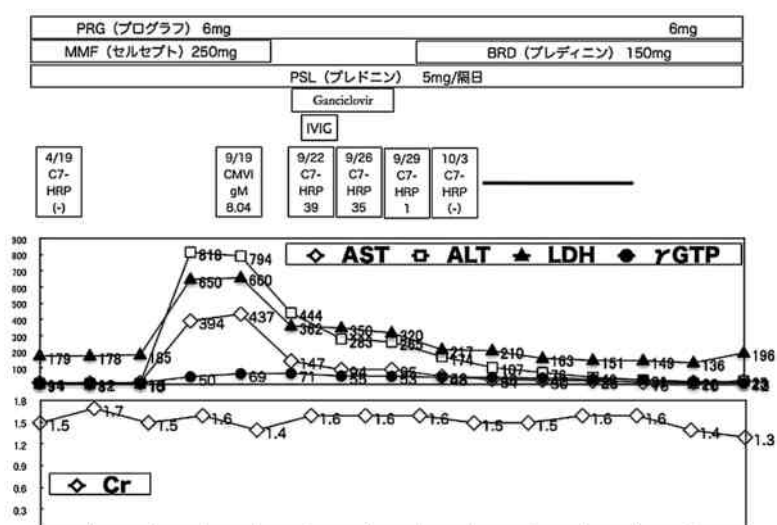 PRG (プログラフ) 6mg 6mg
MMF (セルセプト) 250mg BRD (プレディニン) 150mg
PSL (プレドニン) 5mg/隔日
Ganciclovir
IVIG
4/19
C7-
HRP
(-)
9/19
CMVI
gM
8.04
9/22
C7-
HRP
39
9/26
C7-
HRP
35
9/29
C7-
HRP
1
10/3
C7-
HRP
(-)
AST ALT LDH γGTP
900
800
700
600
500
400
300
200
100
818 794 444 283 265 174 107 78
179 178 185 650 660 362 350 320 217 210 163 151 149 136 196
394 437 147 94 95
50 69 71 55 53
1.8
1.5
1.2
0.9
0.6
0.3
1.5 1.7 1.5 1.6 1.4 1.6 1.6 1.6 1.5 1.5 1.6 1.6 1.4 1.3
Cr